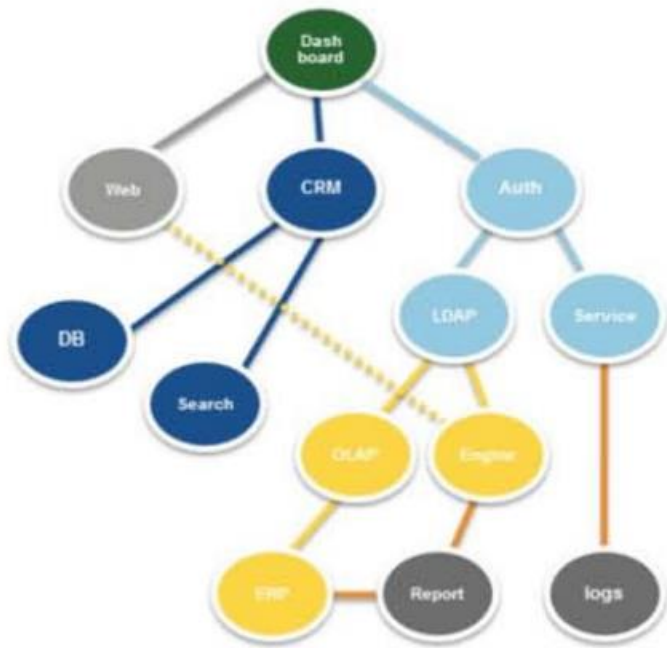 Dash
board
Web
CRM
Auth
LDAP
Service
DB
Search
OLAP
Engine
ERP
Report
logs